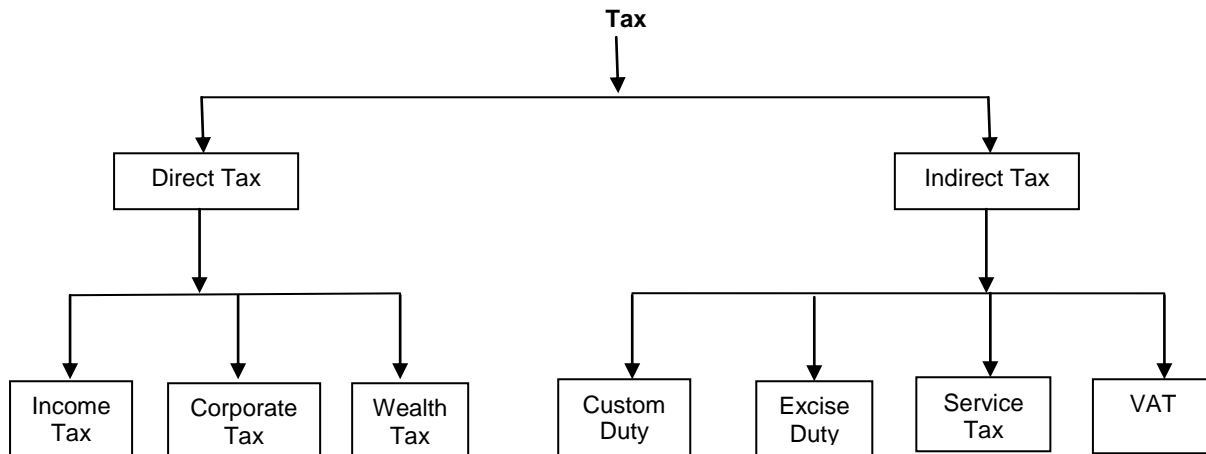 Tax
Direct Tax
Indirect Tax
Income
Tax
Corporate
Tax
Wealth
Tax
Custom
Duty
Excise
Duty
Service
Tax
VAT